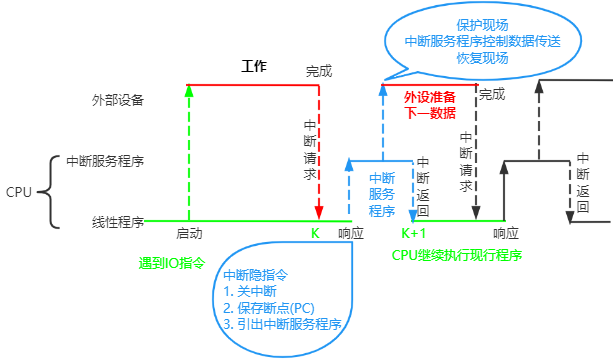 保护现场
中断服务程序控制数据传送
恢复现场
工作
完成
外部设备
外设准备
下一数据
完成
中断请求
中断请求
CPU
中断服务程序
中断
服务
程序
中断返回
中断返回
线性程序
启动
K
响应
K+1
响应
遇到IO指令
CPU继续执行现行程序
中断隐指令
1. 关中断
2. 保存断点(PC)
3. 引出中断服务程序